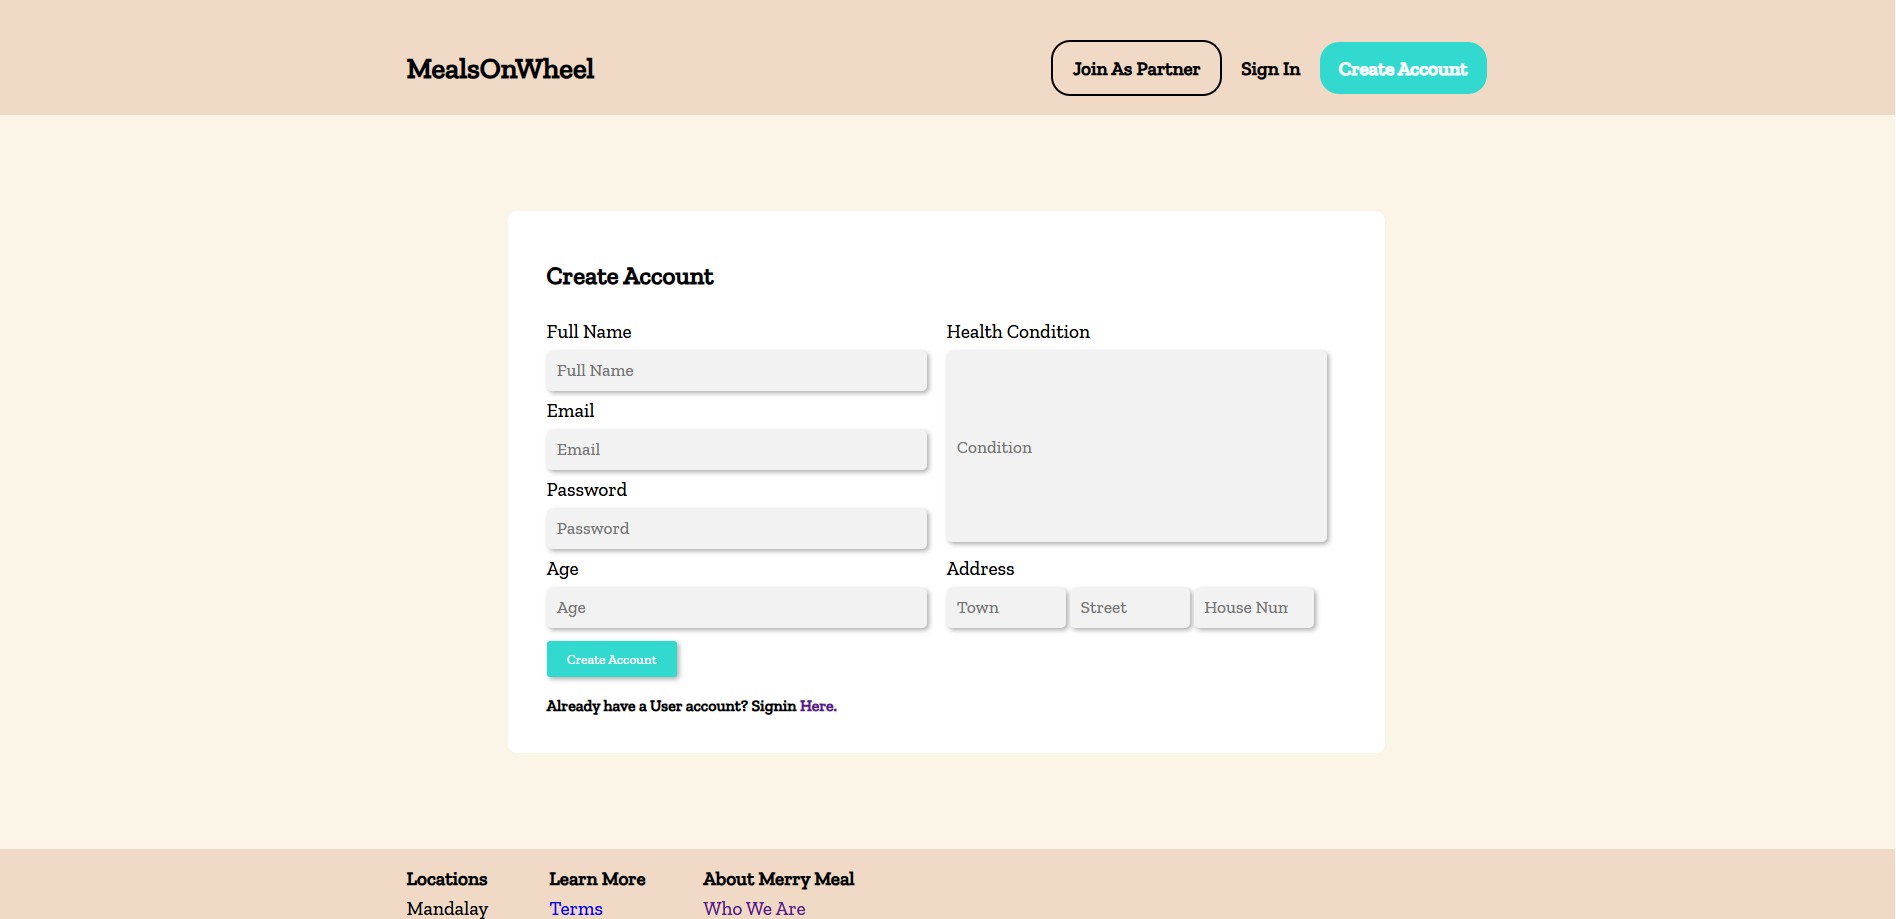 MealsOnWheel
Join As Partner
Sign In
Create Account
Create Account
Full Name
Full Name
Email
Email
Password
Password
Age
Age
Health Condition
Condition
Address
Town
Street
House Num
Create Account
Already have a User account? Signin Here.
Locations
Mandalay
Learn More
Terms
About Merry Meal
Who We Are